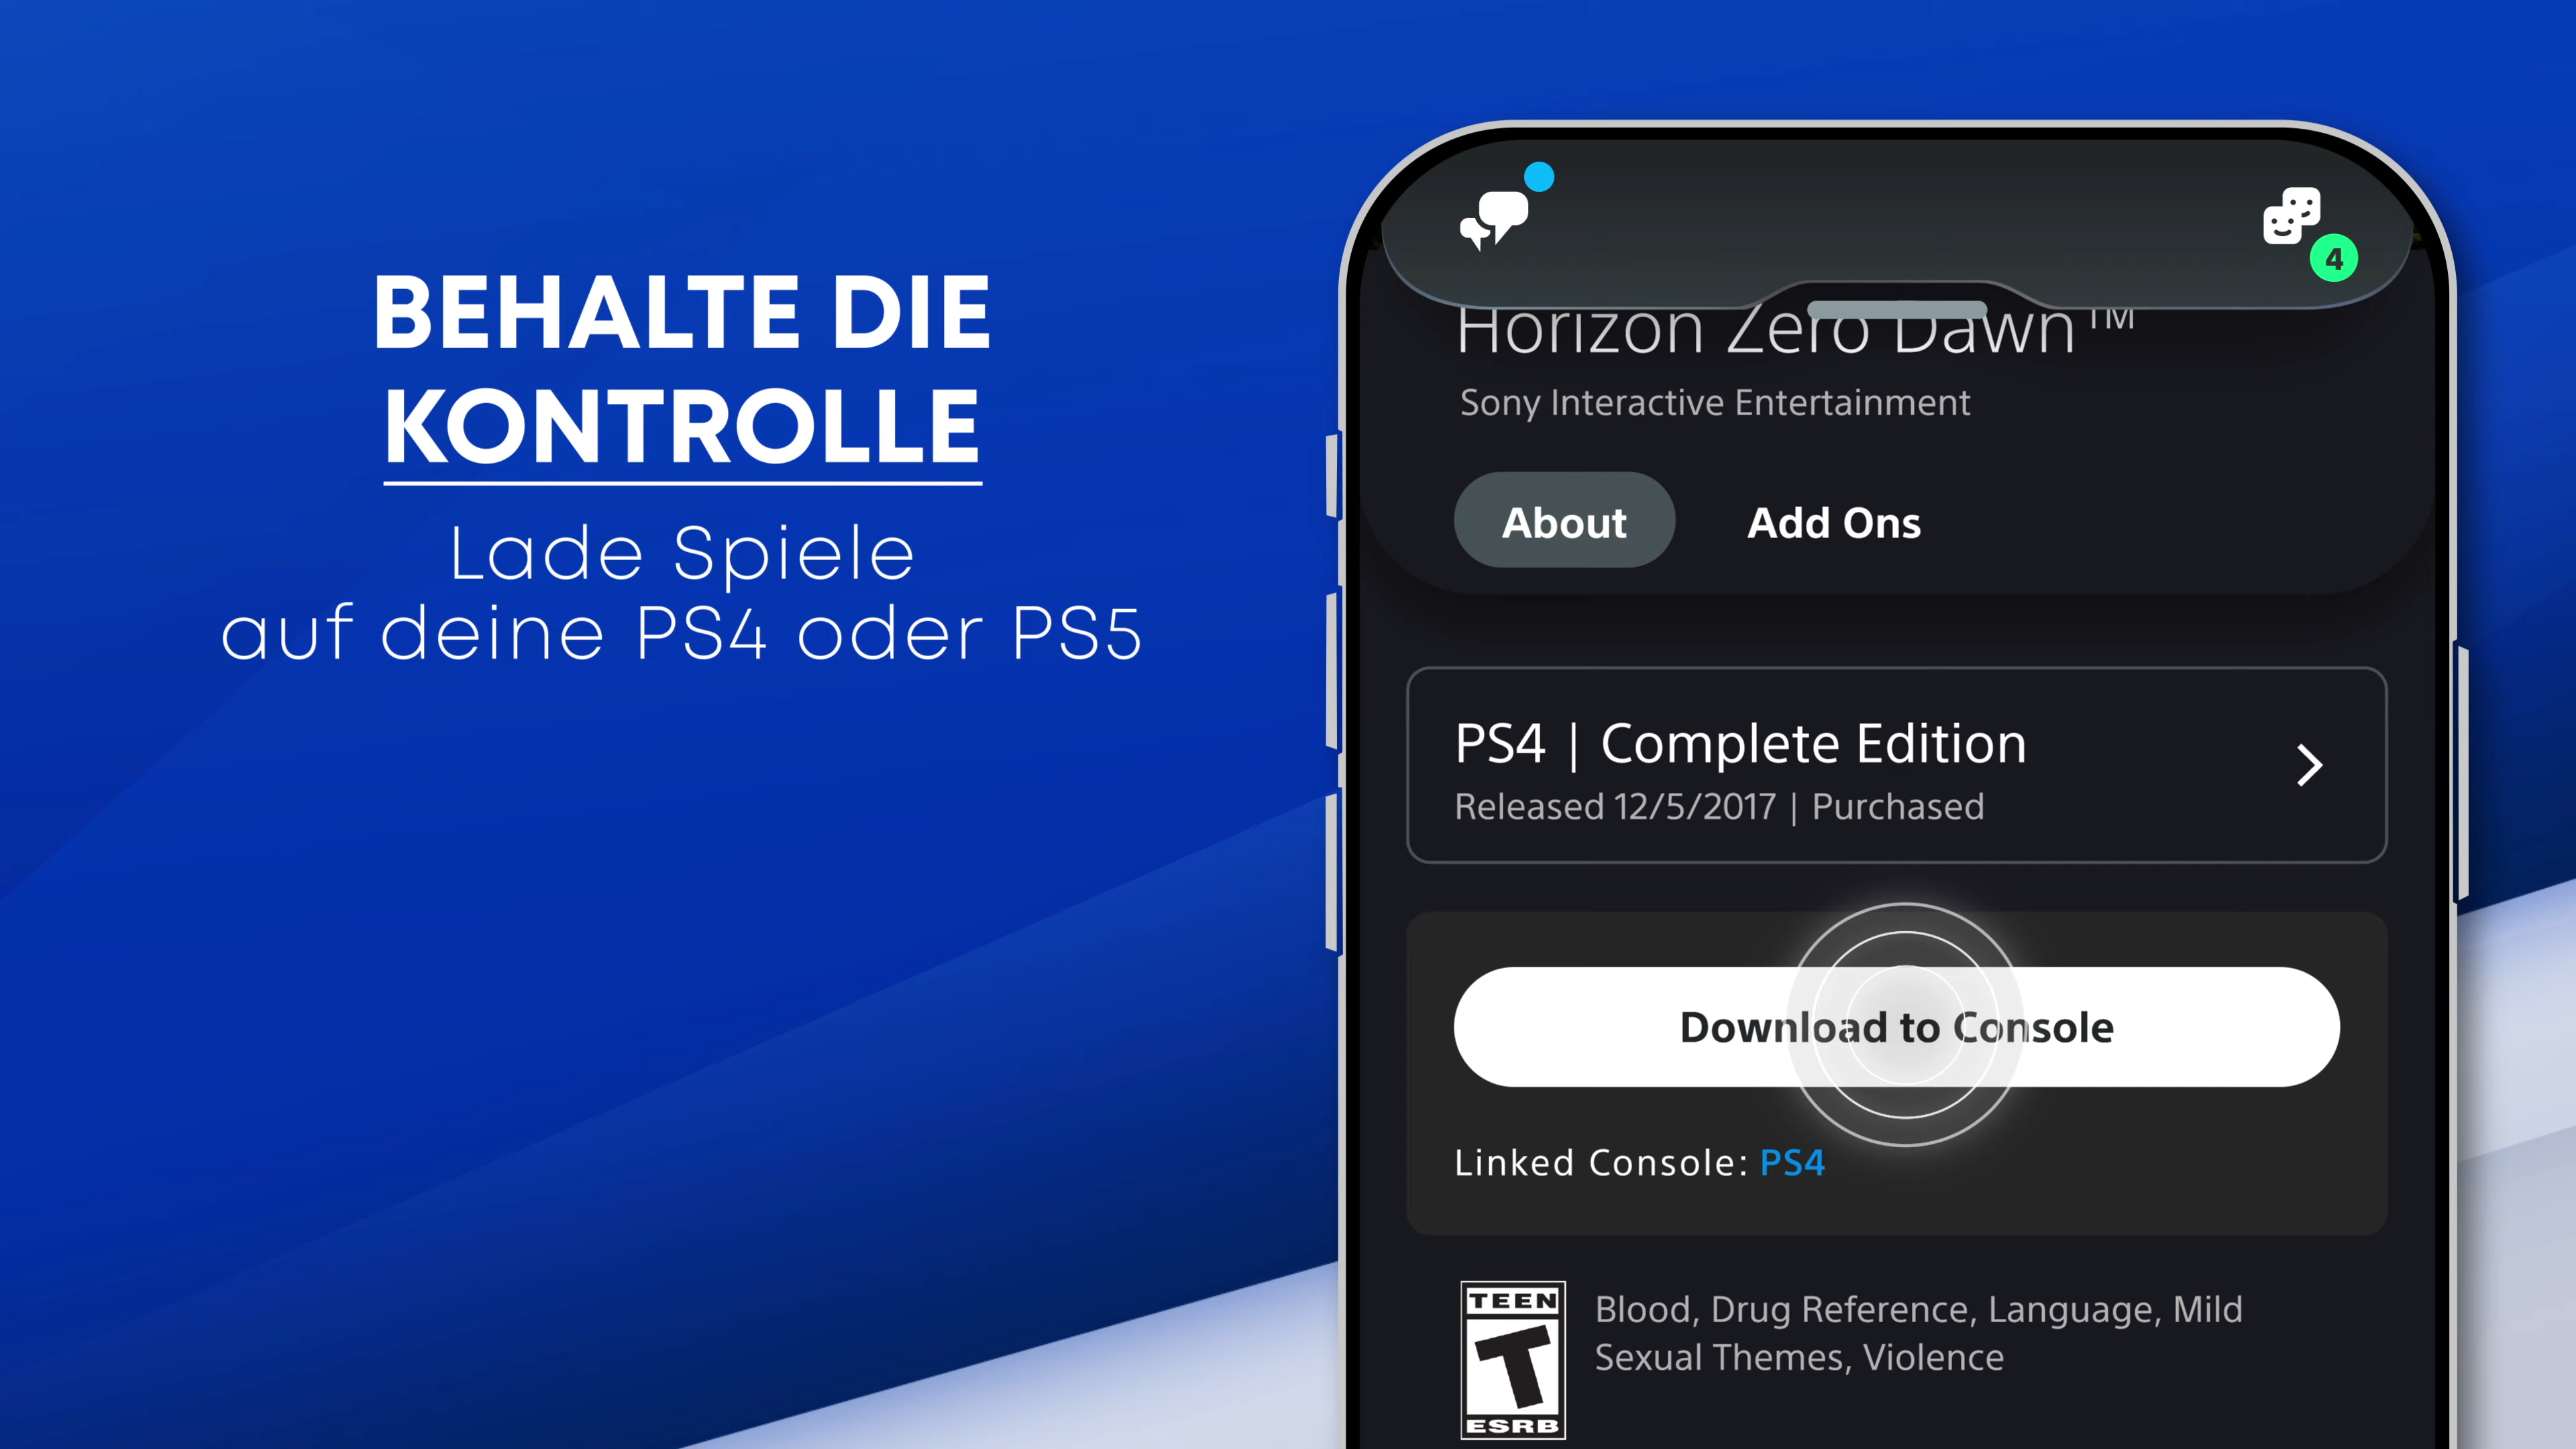 BEHALTE DIE
KONTROLLE
Lade Spiele
auf deine PS4 oder PS5
4
Horizon Zero Dawn™
Sony Interactive Entertainment
About
Add Ons
PS4 | Complete Edition
Released 12/5/2017 | Purchased
Download to Console
Linked Console: PS4
TEEN
T
ESRB
Blood, Drug Reference, Language, Mild
Sexual Themes, Violence